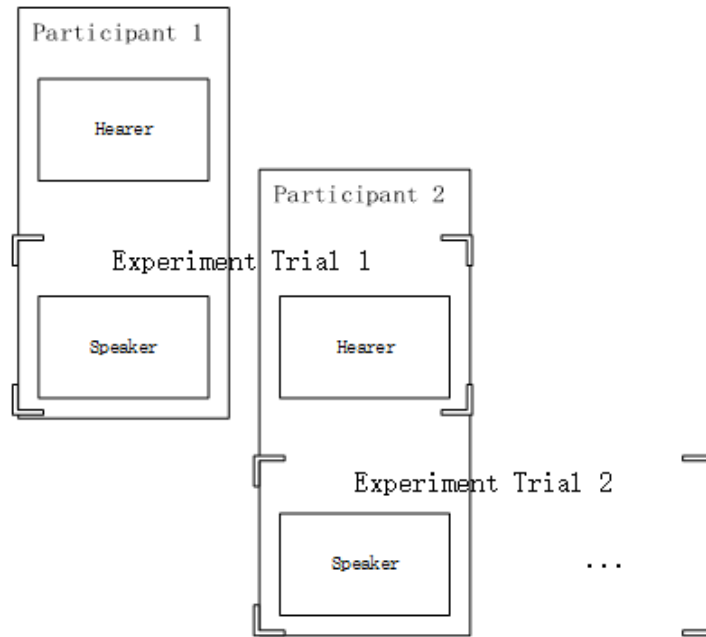 Participant 1
Hearer
Participant 2
Experiment Trial 1
Speaker
Hearer
Experiment Trial 2
Speaker
...